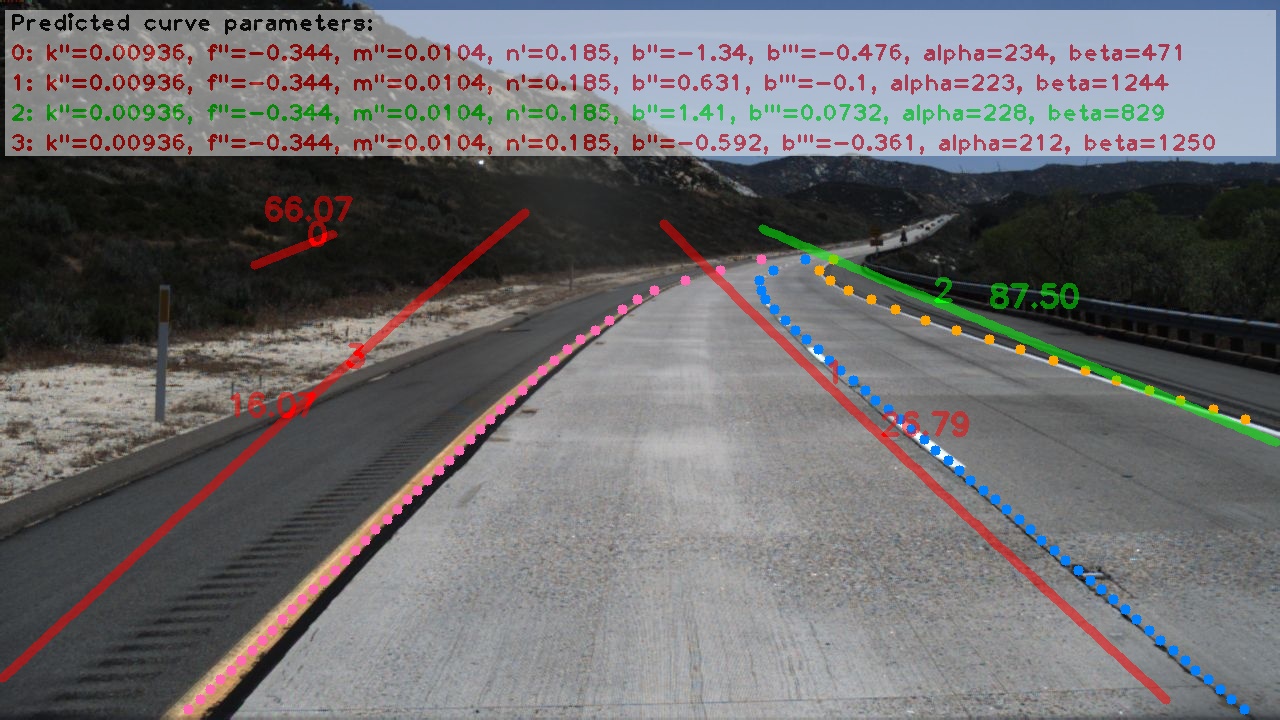 Predicted curve parameters:
0: k''=0.00936, f''=−0.344, m''=0.0104, n'=0.185, b''=−1.34, b'''=−0.476, alpha=234, beta=471
1: k''=0.00936, f''=−0.344, m''=0.0104, n'=0.185, b''=0.631, b'''=−0.1, alpha=223, beta=1244
2: k''=0.00936, f''=−0.344, m''=0.0104, n'=0.185, b''=1.41, b'''=0.0732, alpha=228, beta=829
3: k''=0.00936, f''=−0.344, m''=0.0104, n'=0.185, b''=−0.592, b'''=−0.361, alpha=212, beta=1250
66.07
0
2
87.50
3
1
16.07
26.79